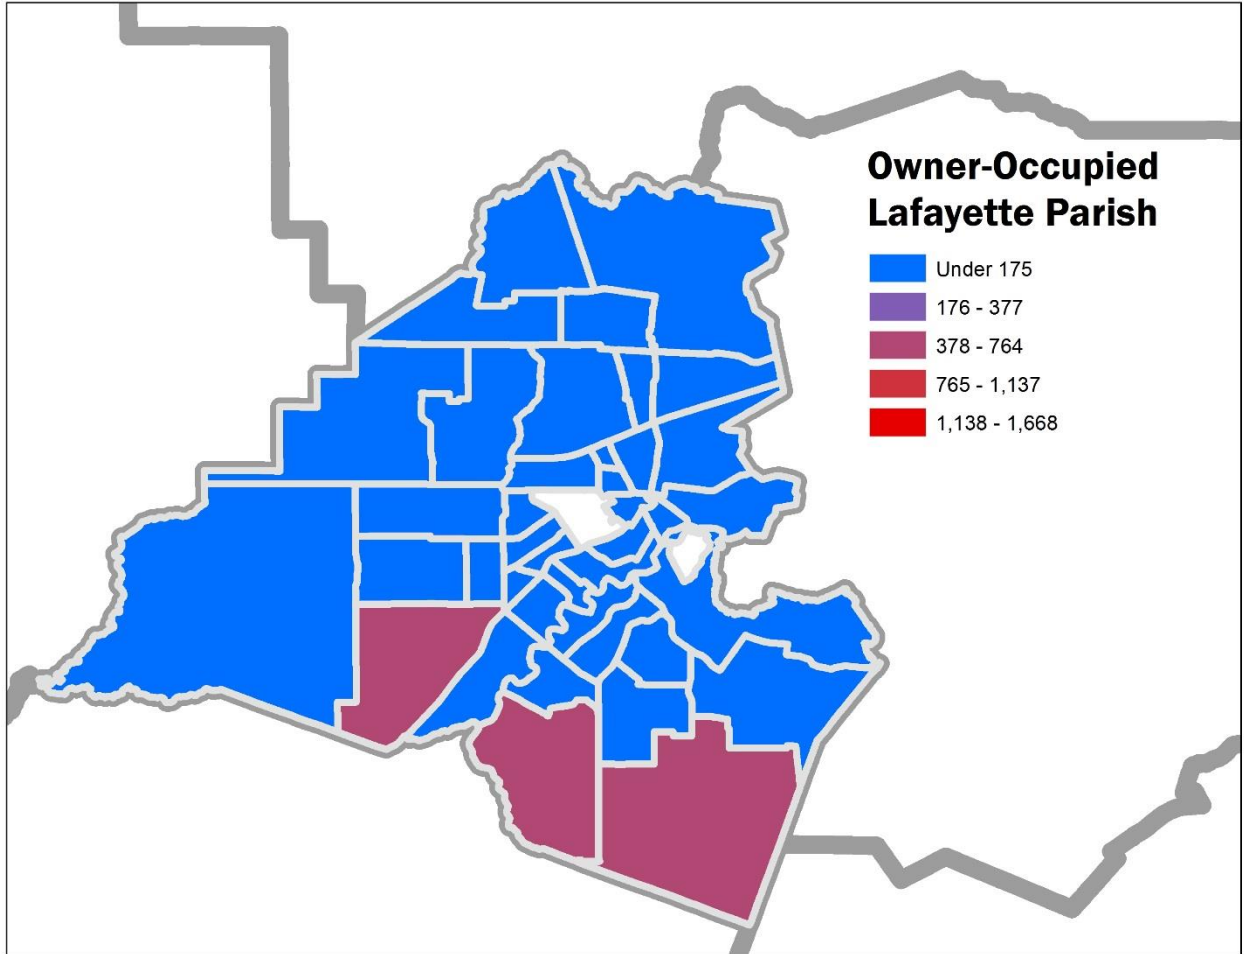 Owner-Occupied
Lafayette Parish
Under 175
176 - 377
378 - 764
765 - 1,137
1,138 - 1,668